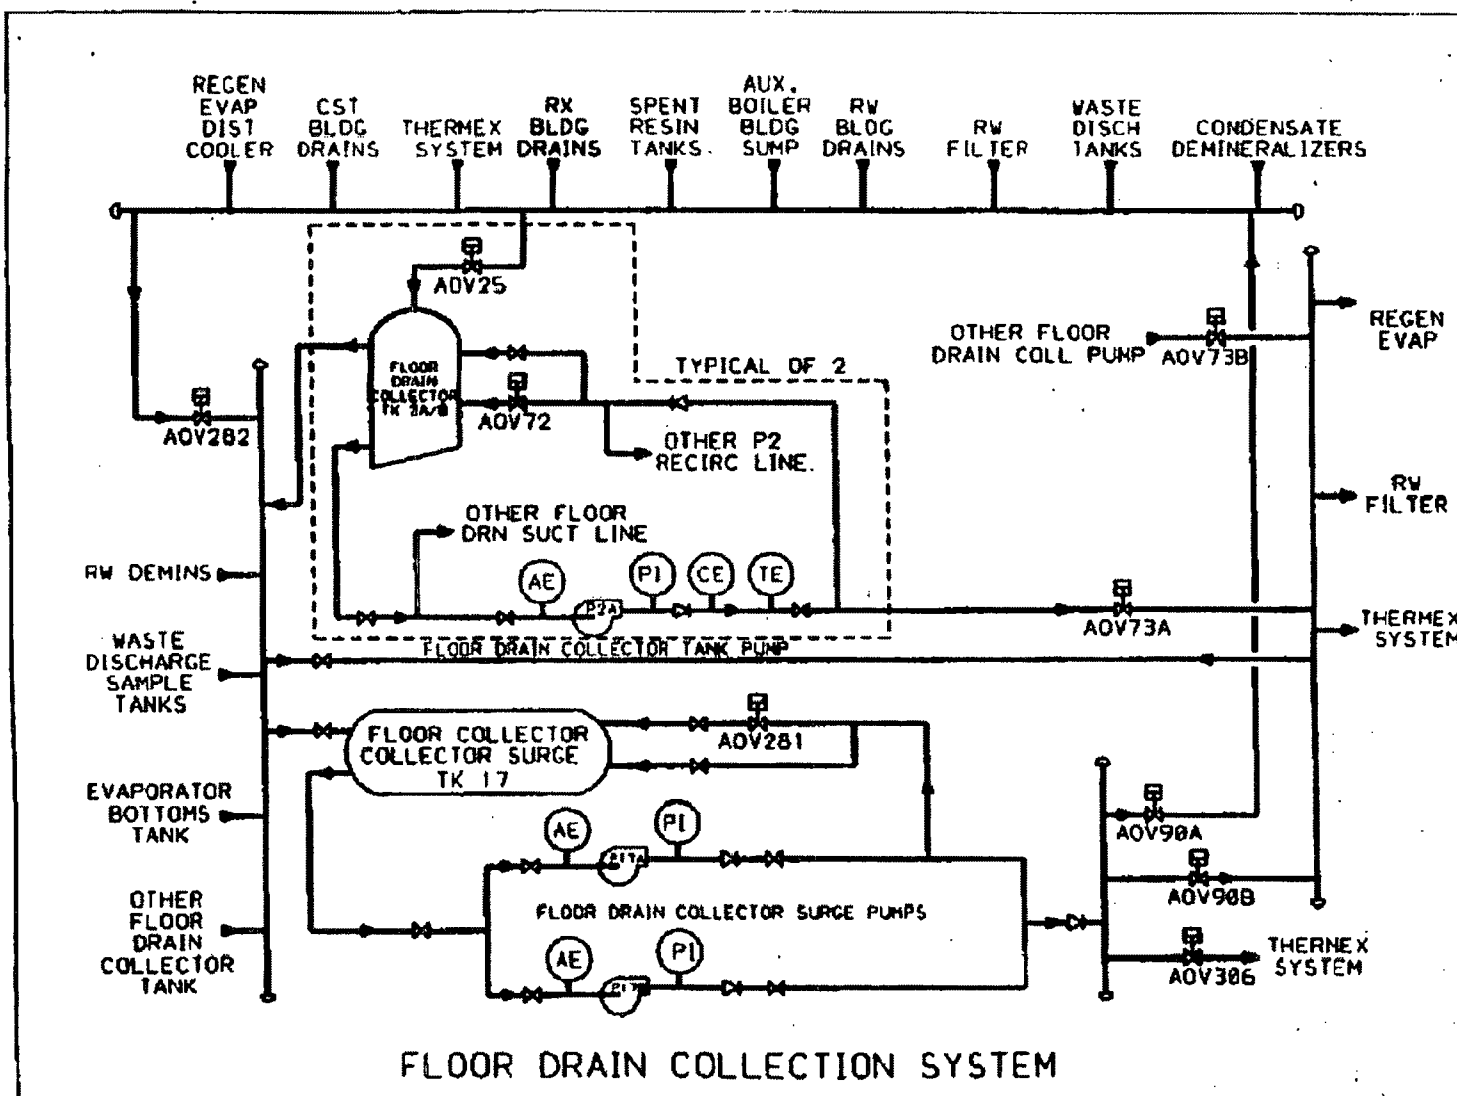 REGEN
EVAP
DIST
COOLER
CST
BLDG
DRAINS
THERMEX
SYSTEM
RX
BLDG
DRAINS
SPENT
RESIN
TANKS.
AUX.
BOILER
BLDG
SUMP
RW
BLDG
DRAINS
RW
FILTER
WASTE
DISCH
TANKS
CONDENSATE
DEMINERALIZERS
AOV25
FLOOR
DRAIN
COLLECTOR
TK 2A/B
TYPICAL OF 2
OTHER FLOOR
DRAIN COLL PUMP
AOV73B
REGEN
EVAP
AOV282
AOV72
OTHER P2
RECIRC LINE.
RW
FILTER
OTHER FLOOR
DRN SUCT LINE
RW DEMINS
AE
P2A
PI
CE
TE
AOV73A
THERMEX
SYSTEM
FLOOR DRAIN COLLECTOR TANK PUMP
WASTE
DISCHARGE
SAMPLE
TANKS
FLOOR COLLECTOR
COLLECTOR SURGE
TK 17
AOV281
EVAPORATOR
BOTTOMS
TANK
AE
PI
P17A
AOV90A
AOV90B
OTHER
FLOOR
DRAIN
COLLECTOR
TANK
FLOOR DRAIN COLLECTOR SURGE PUMPS
AE
PI
THERNEX
SYSTEM
AOV306
FLOOR DRAIN COLLECTION SYSTEM